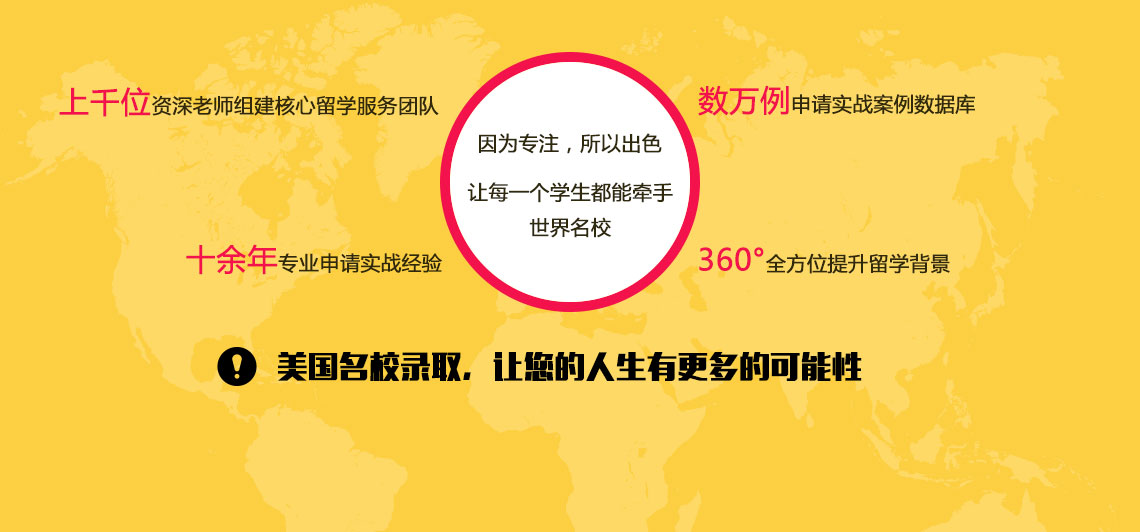 上千位资深老师组建核心留学服务团队
数万例申请实战案例数据库
因为专注，所以出色
让每一个学生都能牵手
世界名校
十余年专业申请实战经验
360°全方位提升留学背景
美国名校录取，让您的人生有更多的可能性